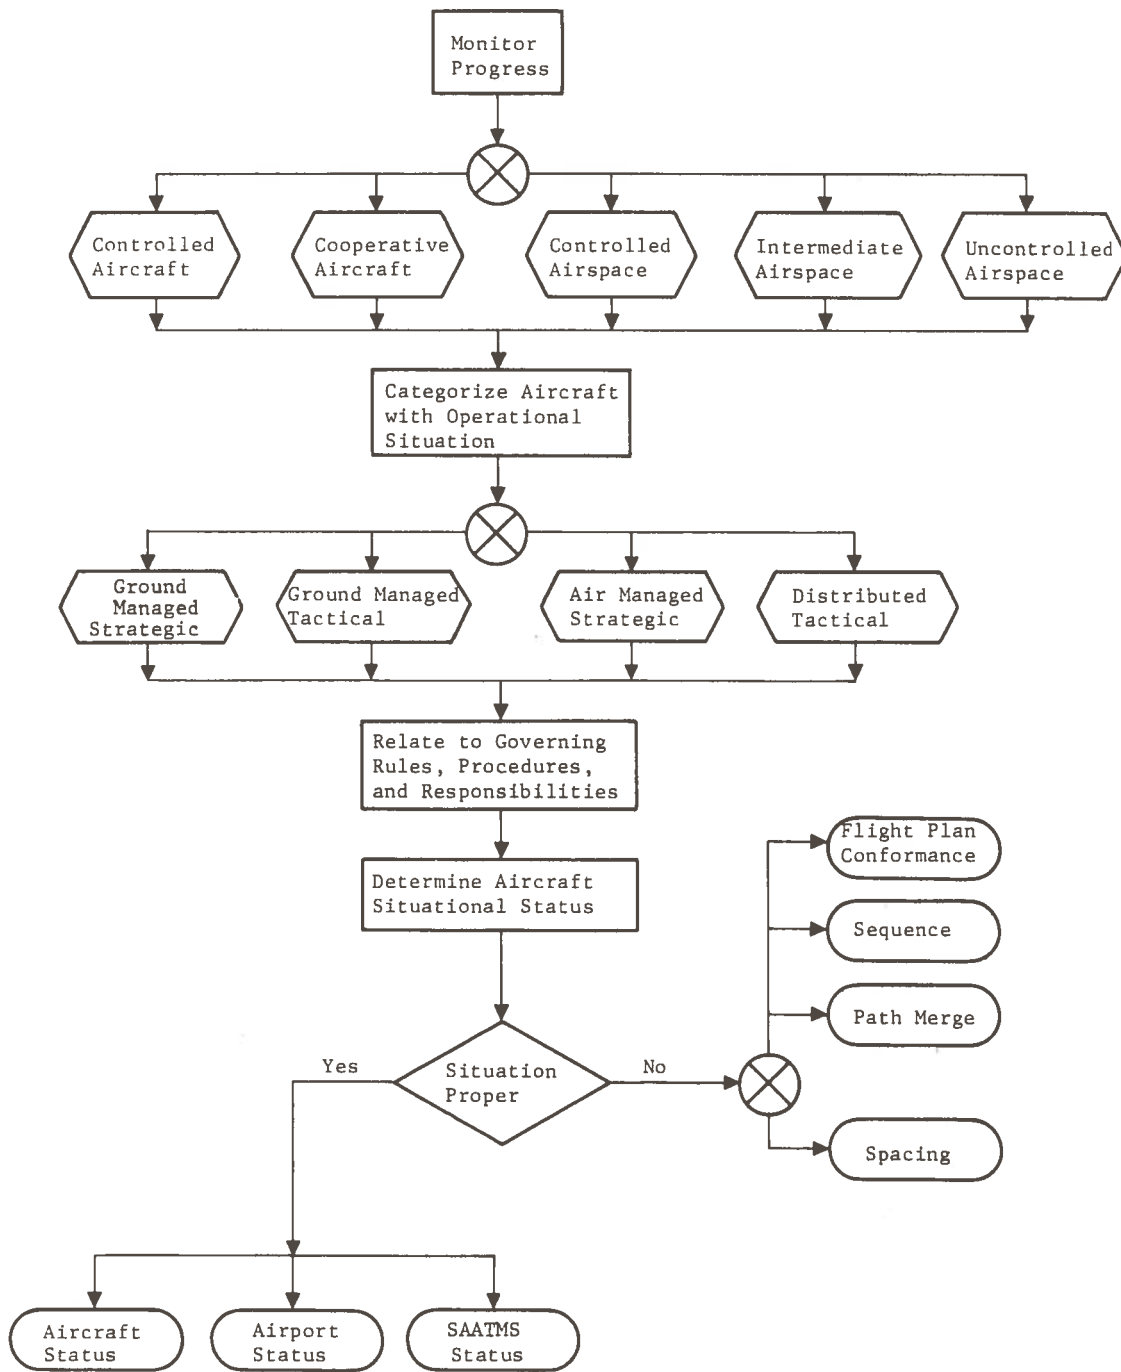 Monitor
Progress
Controlled
Aircraft
Cooperative
Aircraft
Controlled
Airspace
Intermediate
Airspace
Uncontrolled
Airspace
Categorize Aircraft
with Operational
Situation
Ground
Managed
Strategic
Ground Managed
Tactical
Air Managed
Strategic
Distributed
Tactical
Relate to Governing
Rules, Procedures,
and Responsibilities
Determine Aircraft
Situational Status
Flight Plan
Conformance
Sequence
Path Merge
Yes
Situation
Proper
No
Spacing
Aircraft
Status
Airport
Status
SAATMS
Status